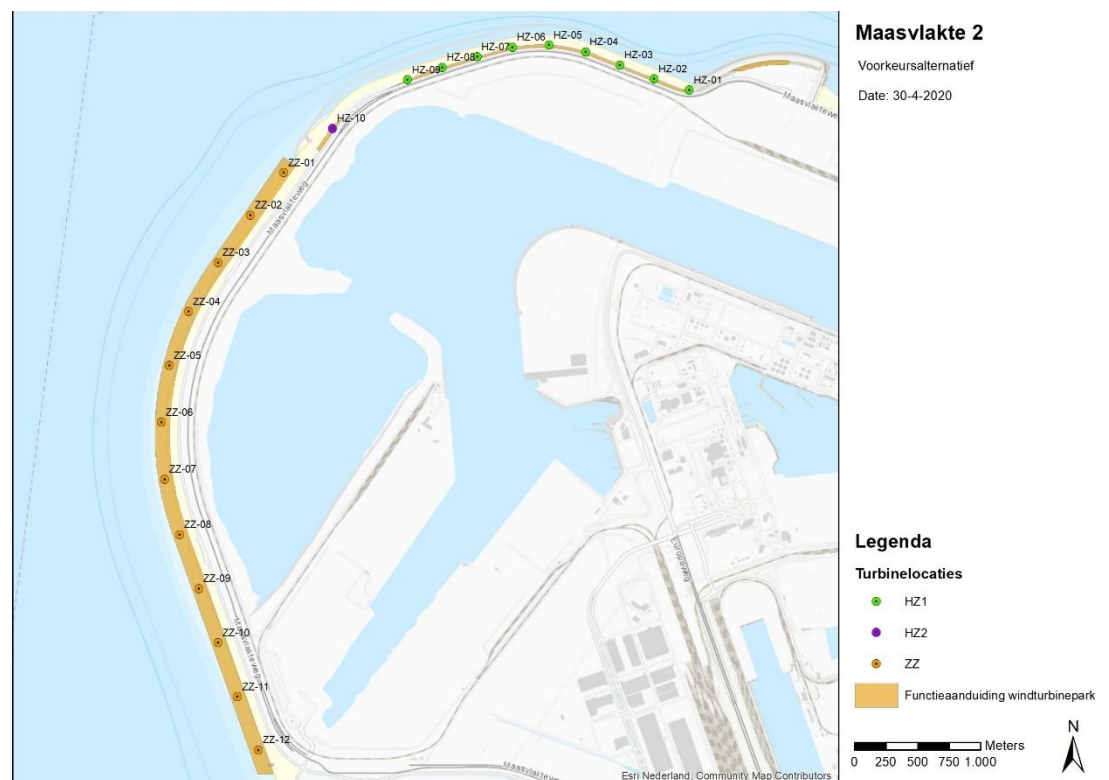 Maasvlakte 2
Voorkeursalternatief
Date: 30-4-2020
HZ-06
HZ-05
HZ-07
HZ-04
HZ-08
HZ-03
HZ-09
HZ-02
HZ-01
Maasvlakteweg
HZ-10
ZZ-01
ZZ-02
Maasvlakteweg
ZZ-03
ZZ-04
ZZ-05
ZZ-06
ZZ-07
ZZ-08
Europaweg
ZZ-09
ZZ-10
Maasvlakteweg
ZZ-11
ZZ-12
Esri Nederland, Community Map Contributors
Legenda
Turbinelocaties
HZ1
HZ2
ZZ
Functieaanduiding windturbinepark
N
Meters
0 250 500 1.000